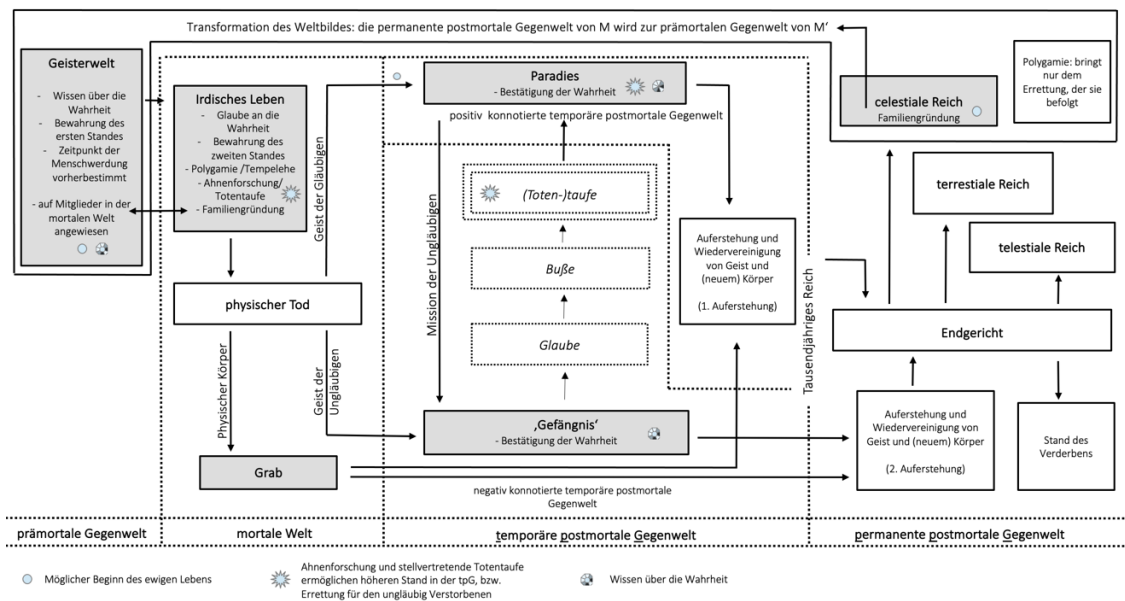 Transformation des Weltbildes: die permanente postmortale Gegenwelt von M wird zur prämortalen Gegenwelt von M'
Geisterwelt
- Wissen über die
Wahrheit
- Bewahrung des
ersten Standes
- Zeitpunkt der
Menschwerdung
vorherbestimmt
- auf Mitglieder in der
mortalen Welt
angewiesen
Irdisches Leben
- Glaube an die
Wahrheit
- Bewahrung des
zweiten Standes
- Polygamie /Tempelehe
- Ahnenforschung/
Totentaufe
- Familiengründung
physischer Tod
Physischer Körper
Geist der Gläubigen
Geist der
Ungläubigen
Grab
Paradies
- Bestätigung der Wahrheit
positiv konnotierte temporäre postmortale Gegenwelt
Mission der Ungläubigen
(Toten-)taufe
Buße
Glaube
‚Gefängnis'
- Bestätigung der Wahrheit
negativ konnotierte temporäre postmortale
Gegenwelt
Auferstehung und
Wiedervereinigung
von Geist und
(neuem) Körper
(1. Auferstehung)
Tausendjähriges Reich
celestiale Reich
Familiengründung
Polygamie: bringt
nur dem
Errettung, der sie
befolgt
terrestiale Reich
telestiale Reich
Endgericht
Auferstehung und
Wiedervereinigung von
Geist und (neuem) Körper
(2. Auferstehung)
Stand des
Verderbens
prämortale Gegenwelt
mortale Welt
temporäre postmortale Gegenwelt
permanente postmortale Gegenwelt
Möglicher Beginn des ewigen Lebens
Ahnenforschung und stellvertretende Totentaufe
ermöglichen höheren Stand in der tpG, bzw.
Errettung für den ungläubig Verstorbenen
Wissen über die Wahrheit